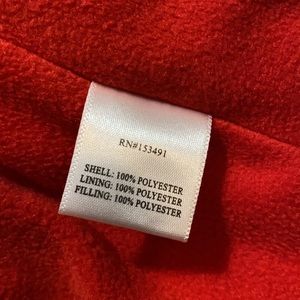 RN#153491
SHELL: 100% POLYESTER
LINING: 100% POLYESTER
FILLING: 100% POLYESTER